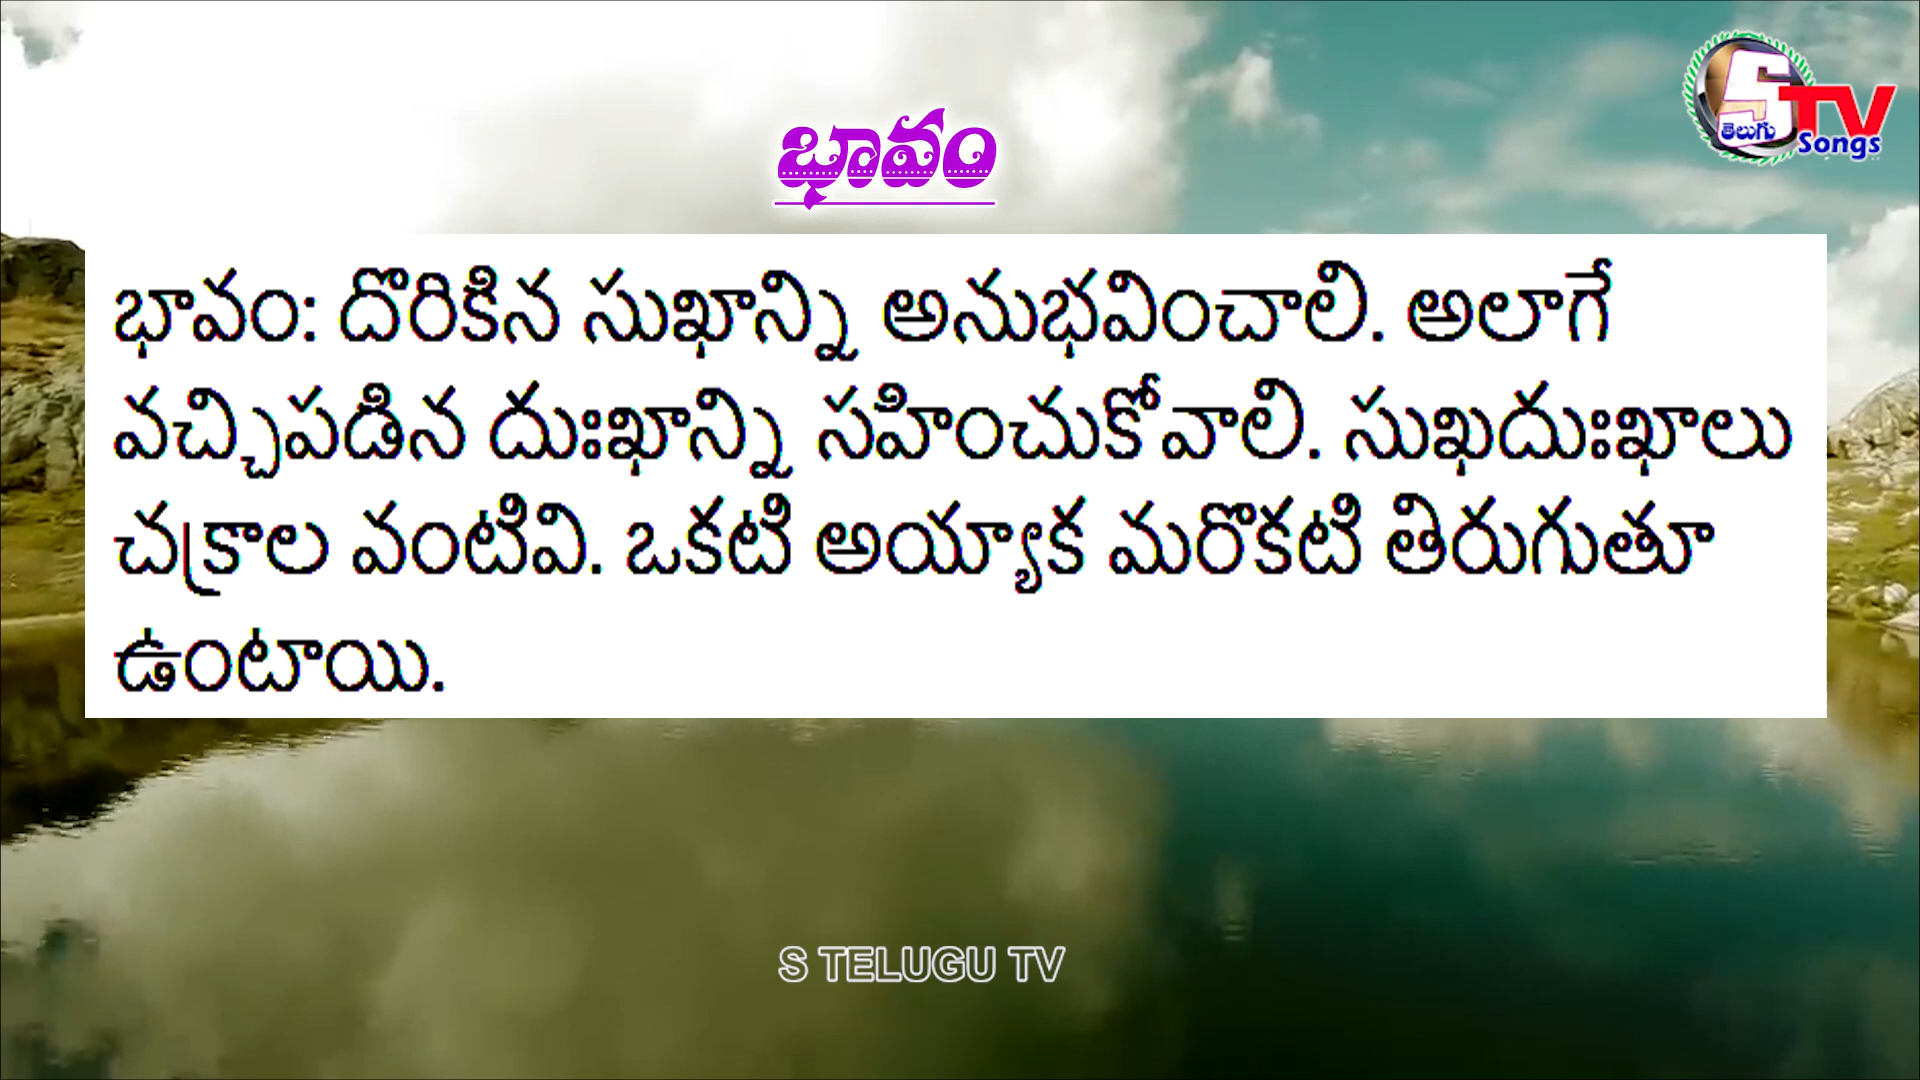 S
తెలుగు
TV
Songs
భావం
భావం: దొరికిన సుఖాన్ని అనుభవించాలి. అలాగే
వచ్చిపడిన దుఃఖాన్ని సహించుకోవాలి. సుఖదుఃఖాలు
చక్రాల వంటివి. ఒకటి అయ్యాక మరొకటి తిరుగుతూ
ఉంటాయి.
S TELUGU TV